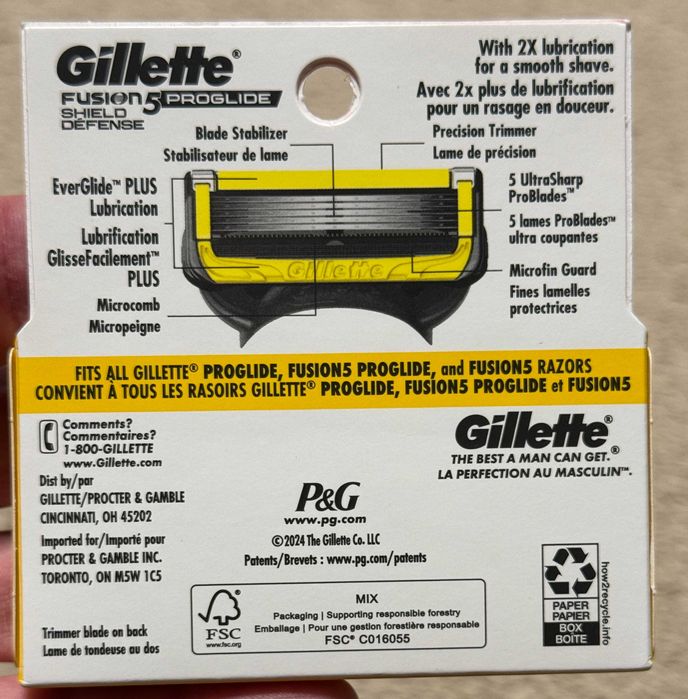 Gillette®
FUSION5 PROGLIDE
SHIELD
DÉFENSE
With 2X lubrication
for a smooth shave.
Avec 2x plus de lubrification
pour un rasage en douceur.
Blade Stabilizer
Stabilisateur de lame
Precision Trimmer
Lame de précision
EverGlide™ PLUS
Lubrication
Lubrification
GlisseFacilement™
PLUS
Microcomb
Micropeigne
5 UltraSharp
ProBlades™
5 lames ProBlades™
ultra coupantes
Microfin Guard
Fines lamelles
protectrices
Gillette
FITS ALL GILLETTE® PROGLIDE, FUSION5 PROGLIDE, and FUSION5 RAZORS
CONVIENT À TOUS LES RASOIRS GILLETTE® PROGLIDE, FUSION5 PROGLIDE et FUSION5
Comments?
Commentaires?
1-800-GILLETTE
www.Gillette.com
Dist by/par
GILLETTE/PROCTER & GAMBLE
CINCINNATI, OH 45202
Imported for/Importé pour
PROCTER & GAMBLE INC.
TORONTO, ON M5W 1C5
Trimmer blade on back
Lame de tondeuse au dos
P&G
www.pg.com
©2024 The Gillette Co. LLC
Patents/Brevets : www.pg.com/patents
Gillette®
THE BEST A MAN CAN GET.®
LA PERFECTION AU MASCULIN™.
FSC
www.fsc.org
MIX
Packaging | Supporting responsible forestry
Emballage | Pour une gestion forestière responsable
FSC® C016055
PAPER
PAPIER
BOX
BOÎTE
how2recycle.info